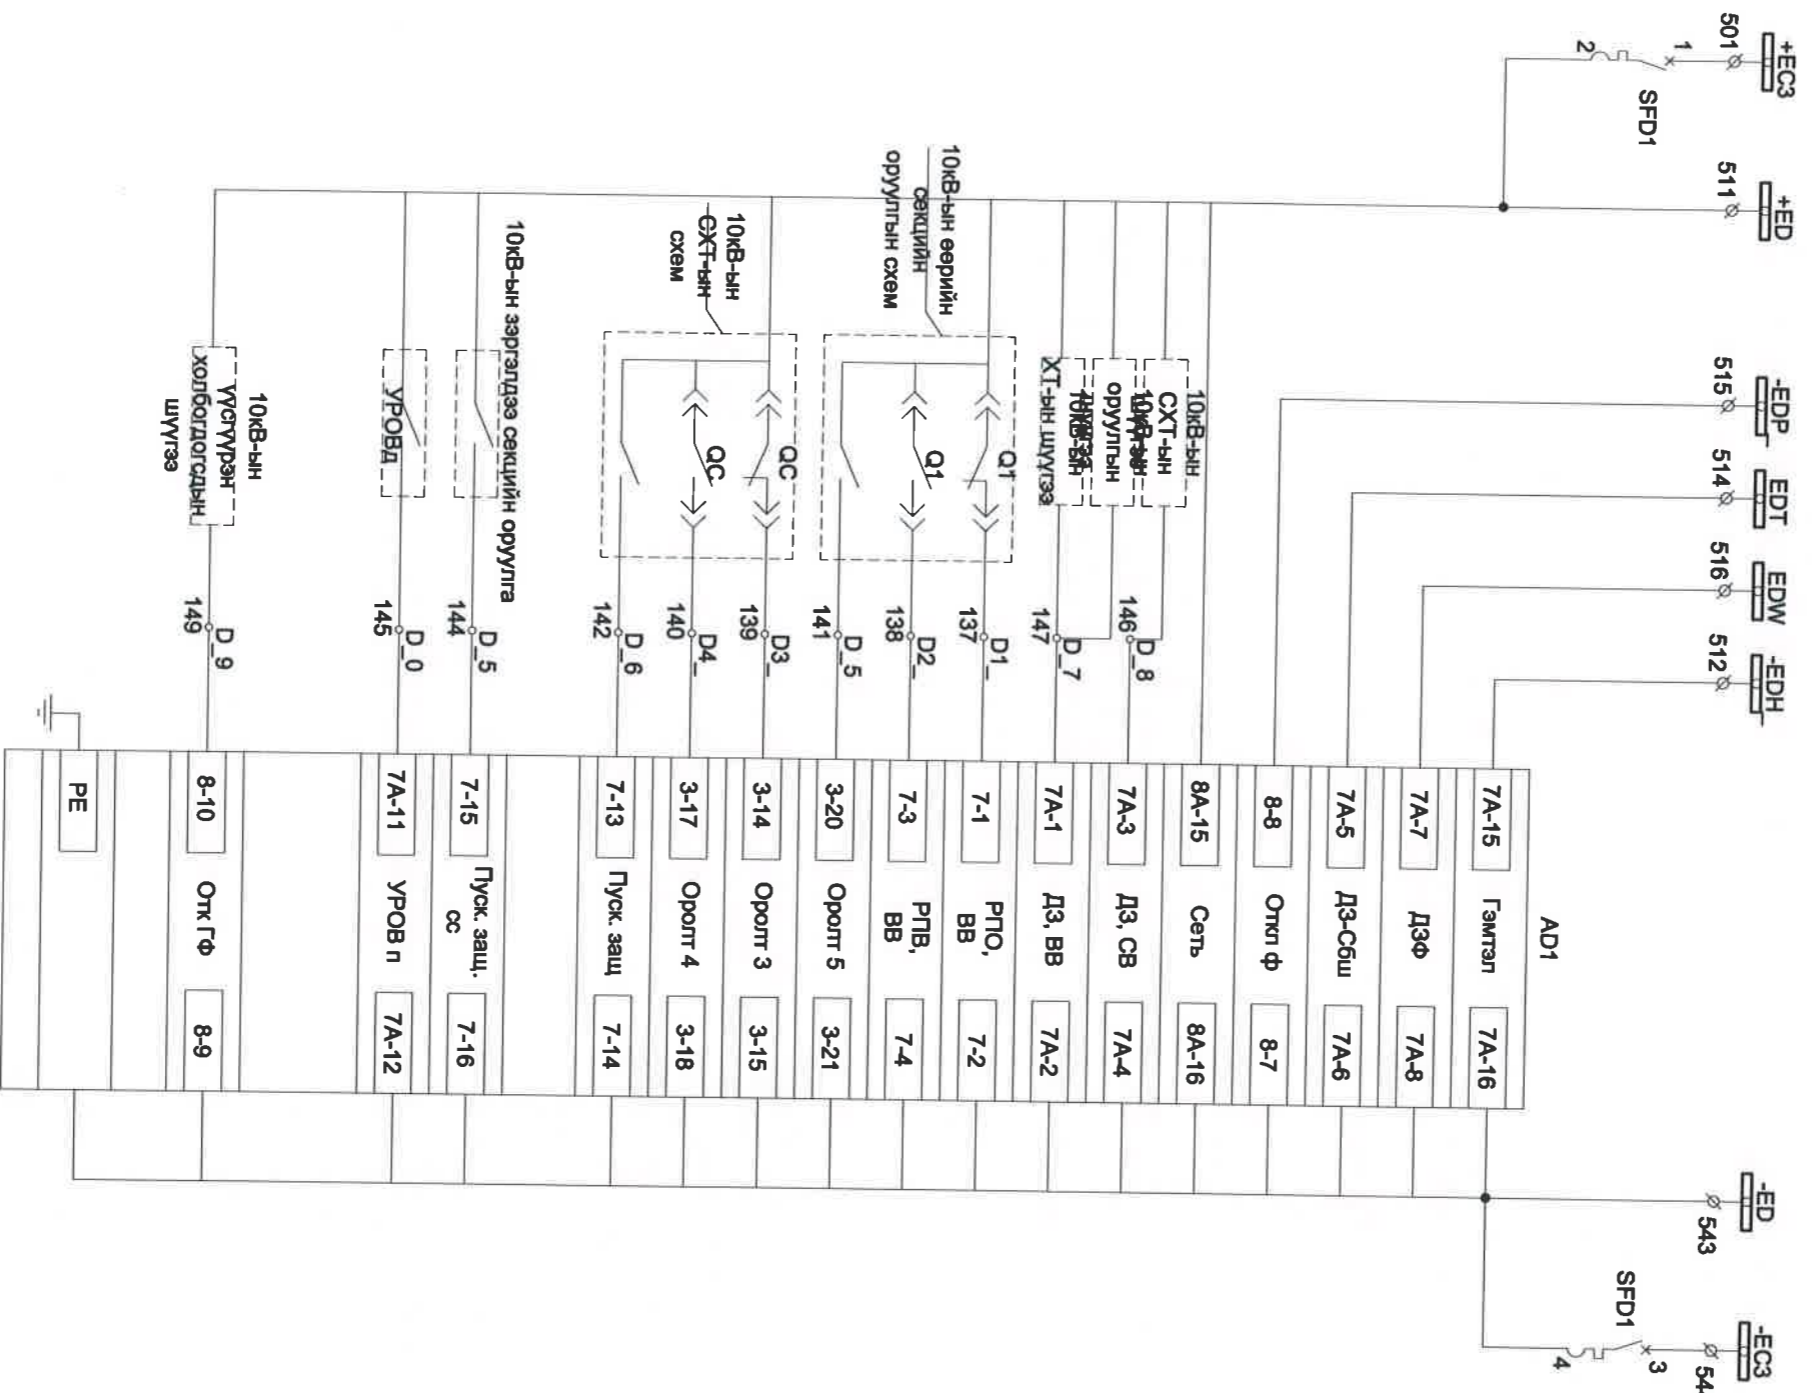 +EC3
501
1
2
SFD1
+ED
511
-EDP
515
EDT
514
EDW
516
-EDH
512
10кВ-ын
СХТ-ын
10кВ-ын
оруулгын
ХТ-ын шүүгээ
146
D_8
147
D_7
10кВ-ын өөрийн
секцийн
оруулгын схем
Q1
Q1
137
D1_
138
D2_
141
D_5
10кВ-ын
СХТ-ын
схем
QC
QC
139
D3_
140
D4_
142
D_6
10кВ-ын зэргэлдээ секцийн оруулга
144
D_5
УРОВд
145
D_0
10кВ-ын
үүсгүүрэн
холбогдогсдын
шүүгээ
149
D_9
AD1
7A-15 Гэмтэл 7A-16
7A-7 ДЗФ 7A-8
7A-5 ДЗ-Сбш 7A-6
8-8 Откл ф 8-7
8A-15 Сеть 8A-16
7A-3 ДЗ, СВ 7A-4
7A-1 ДЗ, ВВ 7A-2
7-1 РПО, 7-2
ВВ
7-3 РПВ, 7-4
ВВ
3-20 Оролт 5 3-21
3-14 Оролт 3 3-15
3-17 Оролт 4 3-18
7-13 Пуск. защ 7-14
7-15 Пуск. защ. 7-16
сс
7A-11 УРОВ п 7A-12
8-10 Отк ГФ 8-9
PE
-ED
543
-EC3
SFD1
3
4